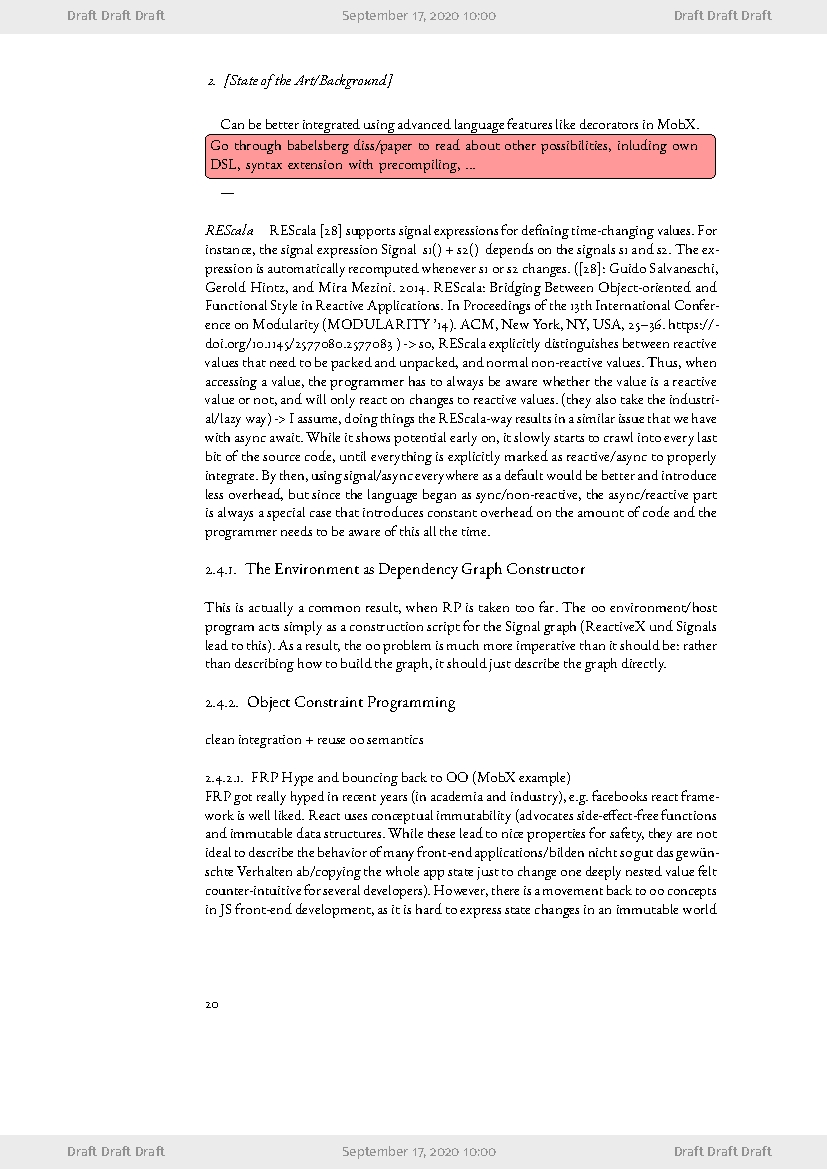 Draft Draft Draft September 17, 2020 10:00 Draft Draft Draft
2. [State of the Art/Background]
Can be better integrated using advanced language features like decorators in MobX.
Go through babelsberg diss/paper to read about other possibilities, inluding own
DSL, syntax extension with precompiling, ...
—
REScala REScala [28] supports signal expressions for defining time-changing values. For
instance, the signal expression Signal s1() + s2() depends on the signals s1 and s2. The ex-
pression is automatically recomputed whenever s1 or s2 changes. ([28]: Guido Salvaneschi,
Gerold Hintz, and Mira Mezini. 2014. REScala: Bridging Between Object-oriented and
Functional Style in Reactive Applications. In Proceedings of the 13th International Confer-
ence on Modularity (MODULARITY ’14). ACM, New York, NY, USA, 25–36. https://-
doi.org/10.1145/2577080.2577083 ) -> so, REScala explicitly distinguishes between reactive
values that need to be packed and unpacked, and normal non-reactive values. Thus, when
accessing a value, the programmer has to always be aware whether the value is a reactive
value or not, and will only react on changes to reactive values. (they also take the industri-
al/lazy way) -> I assume, doing things the REScala-way results in a similar issue that we have
with async await. While it shows potential early on, it slowly starts to crawl into every last
bit of the source code, until everything is explicitly marked as reactive/async to properly
integrate. By then, using signal/async everywhere as a default would be better and introduce
less overhead, but since the language began as sync/non-reactive, the async/reactive part
is always a special case that introduces constant overhead on the amount of code and the
programmer needs to be aware of this all the time.
2.4.1. The Environment as Dependency Graph Constructor
This is actually a common result, when RP is taken too far. The oo environment/host
program acts simply as a construction script for the Signal graph (ReactiveX und Signals
lead to this). As a result, the oo problem is much more imperative than it should be: rather
than describing how to build the graph, it should just describe the graph directly.
2.4.2. Object Constraint Programming
clean integration + reuse oo semantics
2.4.2.1. FRP Hype and bouncing back to OO (MobX example)
FRP got really hyped in recent years (in academia and industry), e.g. facebooks react frame-
work is well liked. React uses conceptual immutability (advocates side-effect-free functions
and immutable data structures. While these lead to nice properties for safety, they are not
ideal to describe the behavior of many front-end applications/bilden nicht so gut das gewün-
schte Verhalten ab/copying the whole app state just to change one deeply nested value felt
counter-intuitive for several developers). However, there is a movement back to oo concepts
in JS front-end development, as it is hard to express state changes in an immutable world
20
Draft Draft Draft September 17, 2020 10:00 Draft Draft Draft